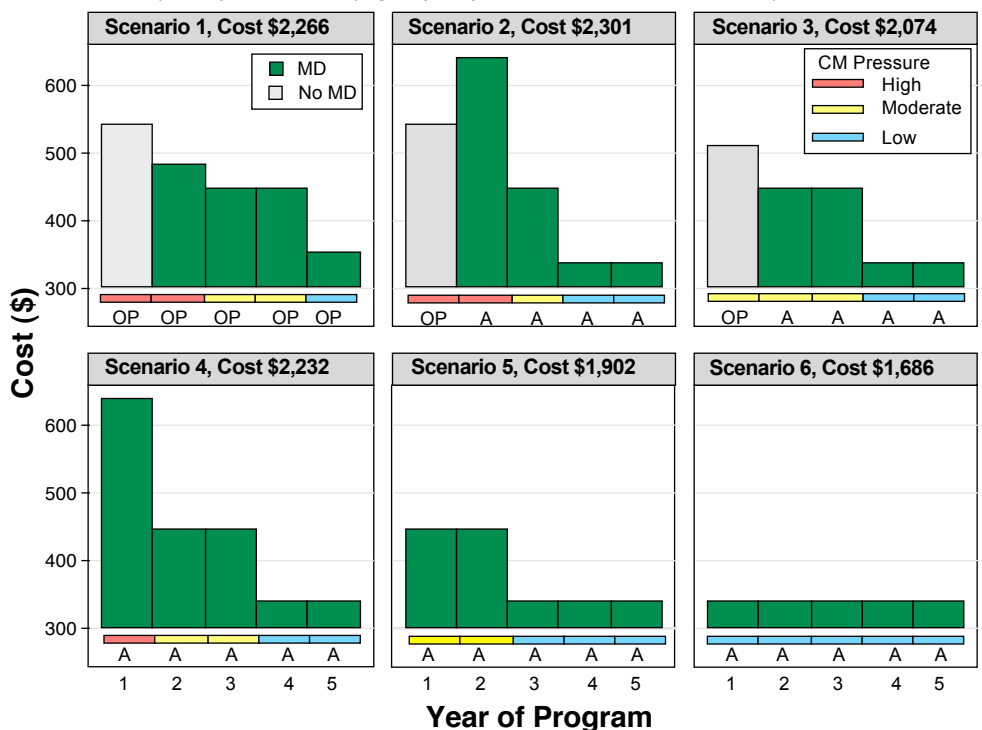 Scenario 1, Cost $2,266
Scenario 2, Cost $2,301
Scenario 3, Cost $2,074
MD
No MD
CM Pressure
High
Moderate
Low
600
500
400
300
OP OP OP OP OP
OP A A A A
OP A A A A
Cost ($)
Scenario 4, Cost $2,232
Scenario 5, Cost $1,902
Scenario 6, Cost $1,686
600
500
400
300
A A A A A
A A A A A
A A A A A
1 2 3 4 5
1 2 3 4 5
1 2 3 4 5
Year of Program